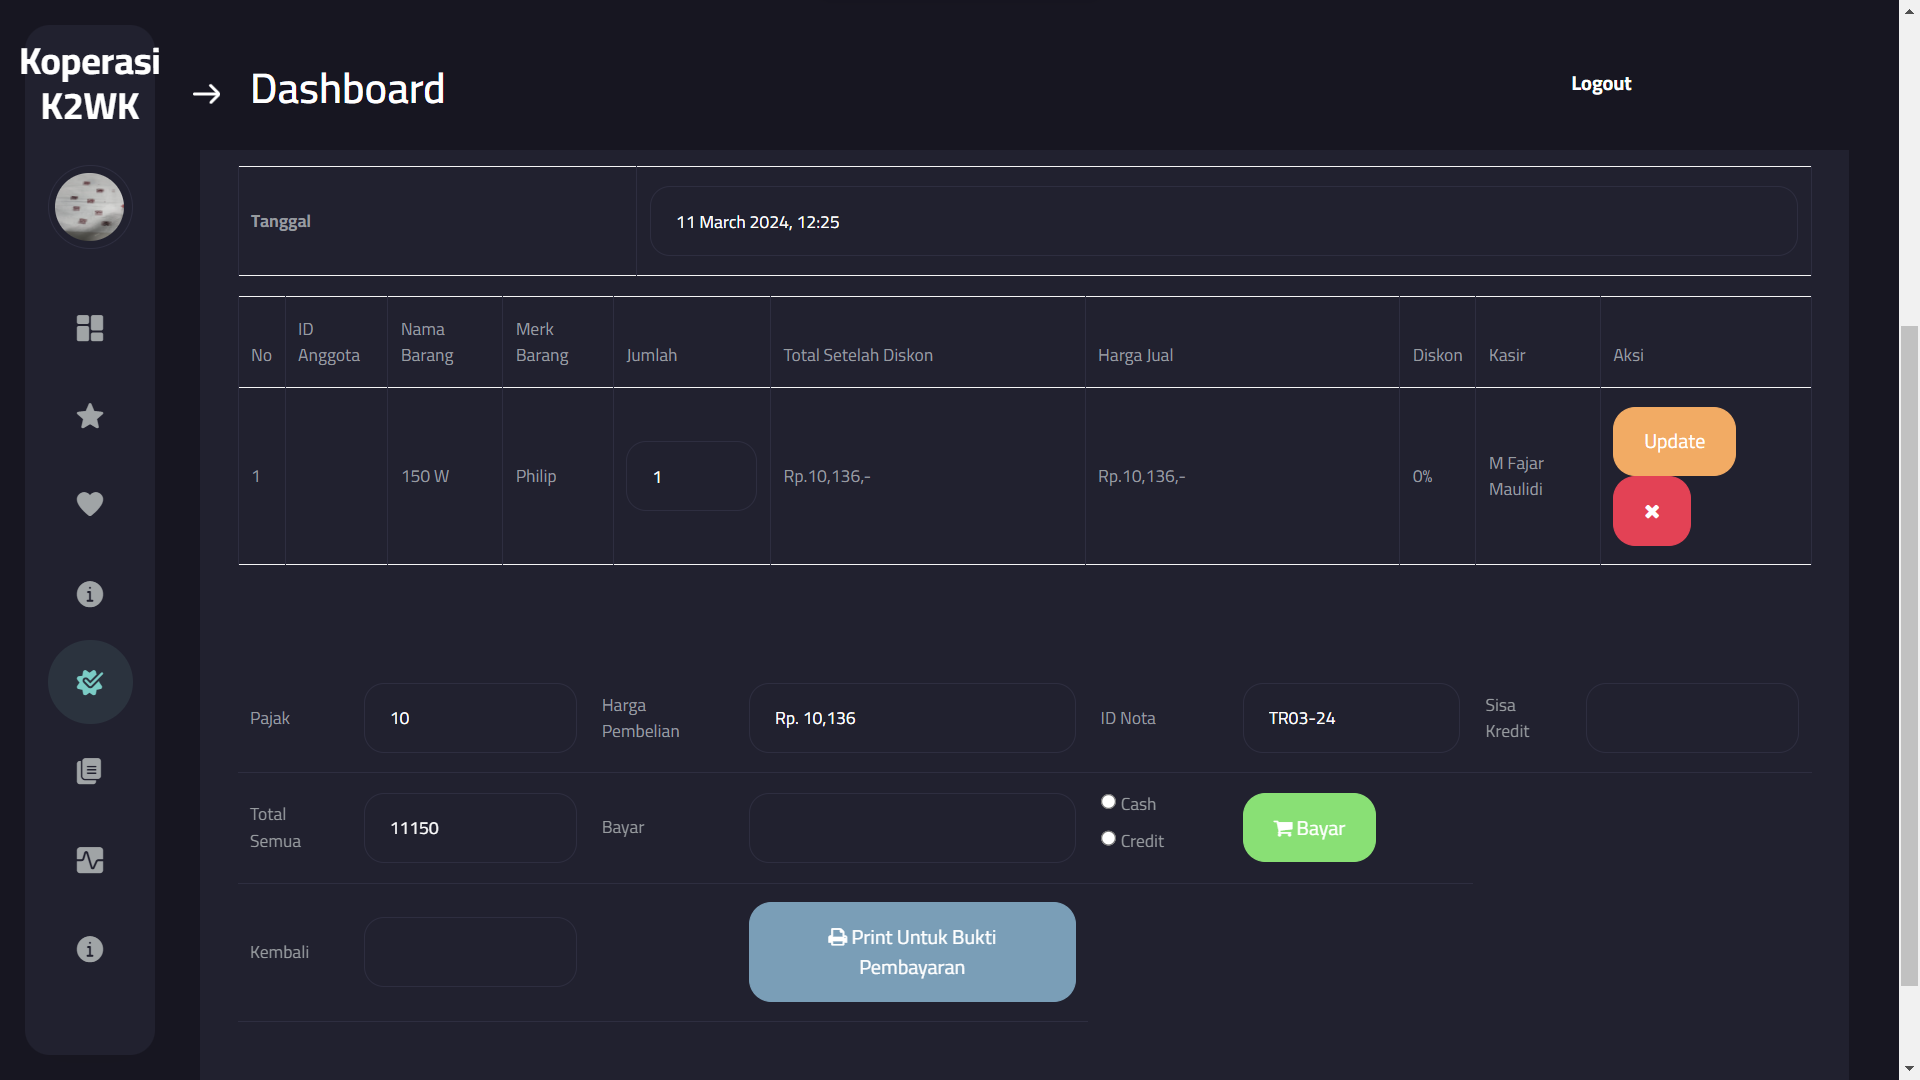 Koperasi
K2WK
Dashboard
Logout
Tanggal
11 March 2024, 12:25
No
ID
Anggota
Nama
Barang
Merk
Barang
Jumlah
Total Setelah Diskon
Harga Jual
Diskon
Kasir
Aksi
1
150 W
Philip
1
Rp.10,136,-
Rp.10,136,-
0%
M Fajar
Maulidi
Update
Pajak
10
Harga
Pembelian
Rp. 10,136
ID Nota
TR03-24
Sisa
Kredit
Total
Semua
11150
Bayar
Cash
Credit
Bayar
Kembali
Print Untuk Bukti
Pembayaran